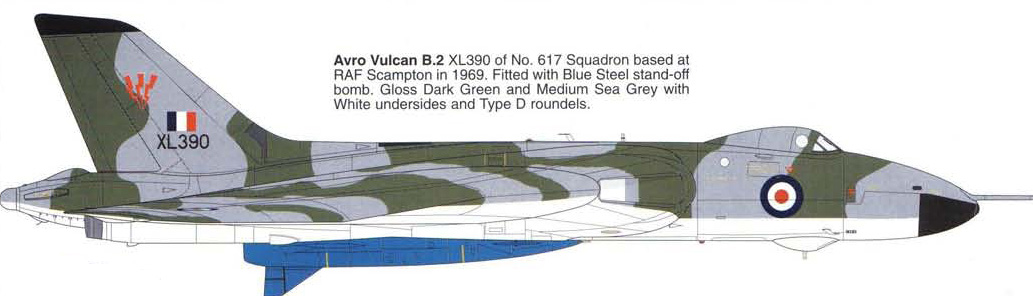 Avro Vulcan B.2 XL390 of No. 617 Squadron based at
RAF Scampton in 1969. Fitted with Blue Steel stand-off
bomb. Gloss Dark Green and Medium Sea Grey with
White undersides and Type D roundels.
XL390